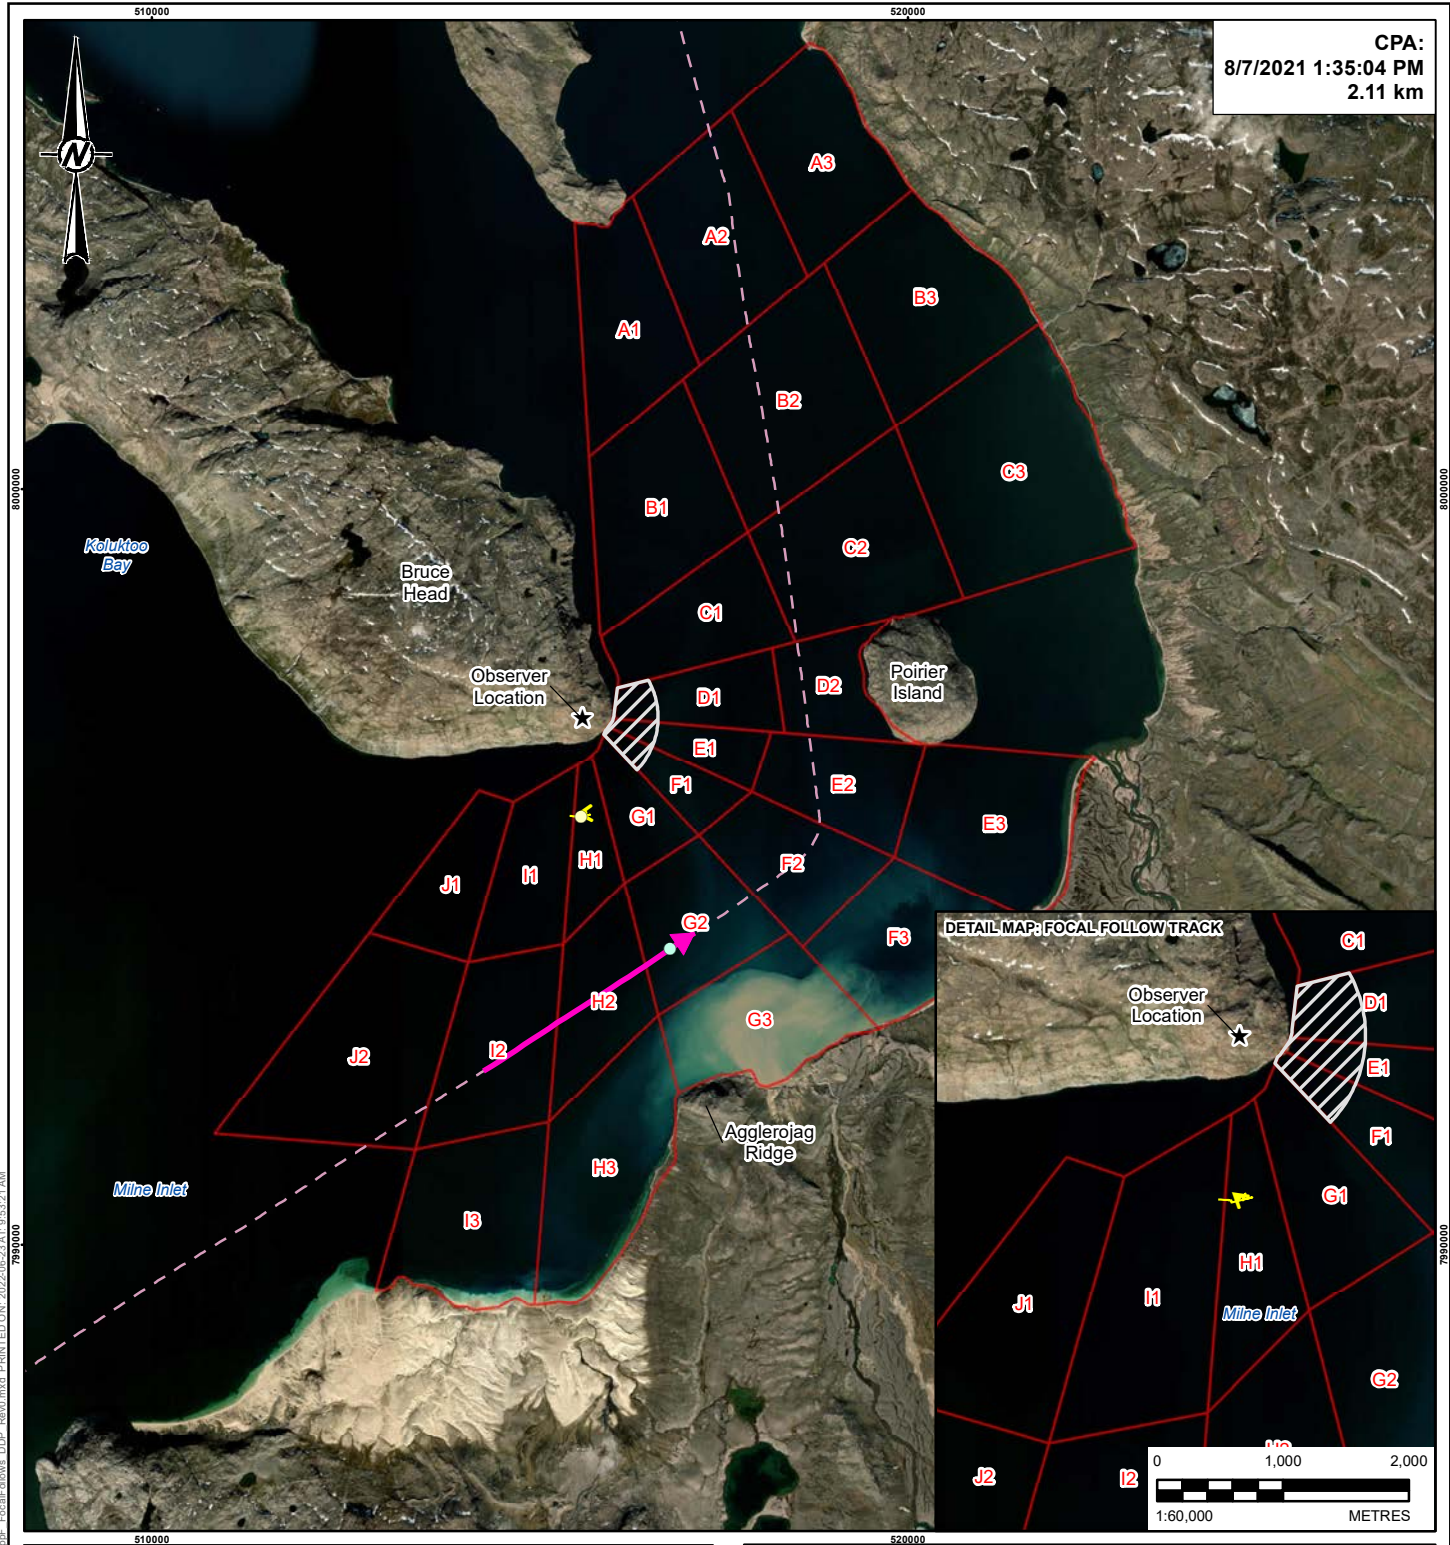 510000
520000
CPA:
8/7/2021 1:35:04 PM
2.11 km
N
A3
A2
A1
B3
B2
8000000
8000000
C3
B1
Koluktoo
Bay
C2
Bruce
Head
C1
Observer
Location
Poirier
Island
D1
D2
E1
F1
E2
G1
E3
H1
F2
I1
J1
G2
F3
DETAIL MAP: FOCAL FOLLOW TRACK
C1
Observer
Location
D1
E1
F1
G1
H1
I1
J1
Milne Inlet
G2
J2
I2
H2
G3
H2
I2
J2
Agglerojag
Ridge
H3
Milne Inlet
I3
7990000
7990000
0 1,000 2,000
1:60,000 METRES
510000
520000